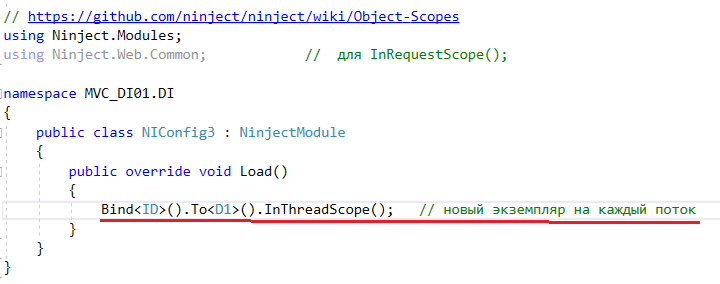 // https://github.com/ninject/ninject/wiki/Object-Scopes
using Ninject.Modules;
using Ninject.Web.Common; // для InRequestScope();
namespace MVC_DI01.DI
{
public class NIConfig3 : NinjectModule
{
public override void Load()
{
Bind<ID>().To<D1>().InThreadScope(); // новый экземпляр на каждый поток
}
}
}